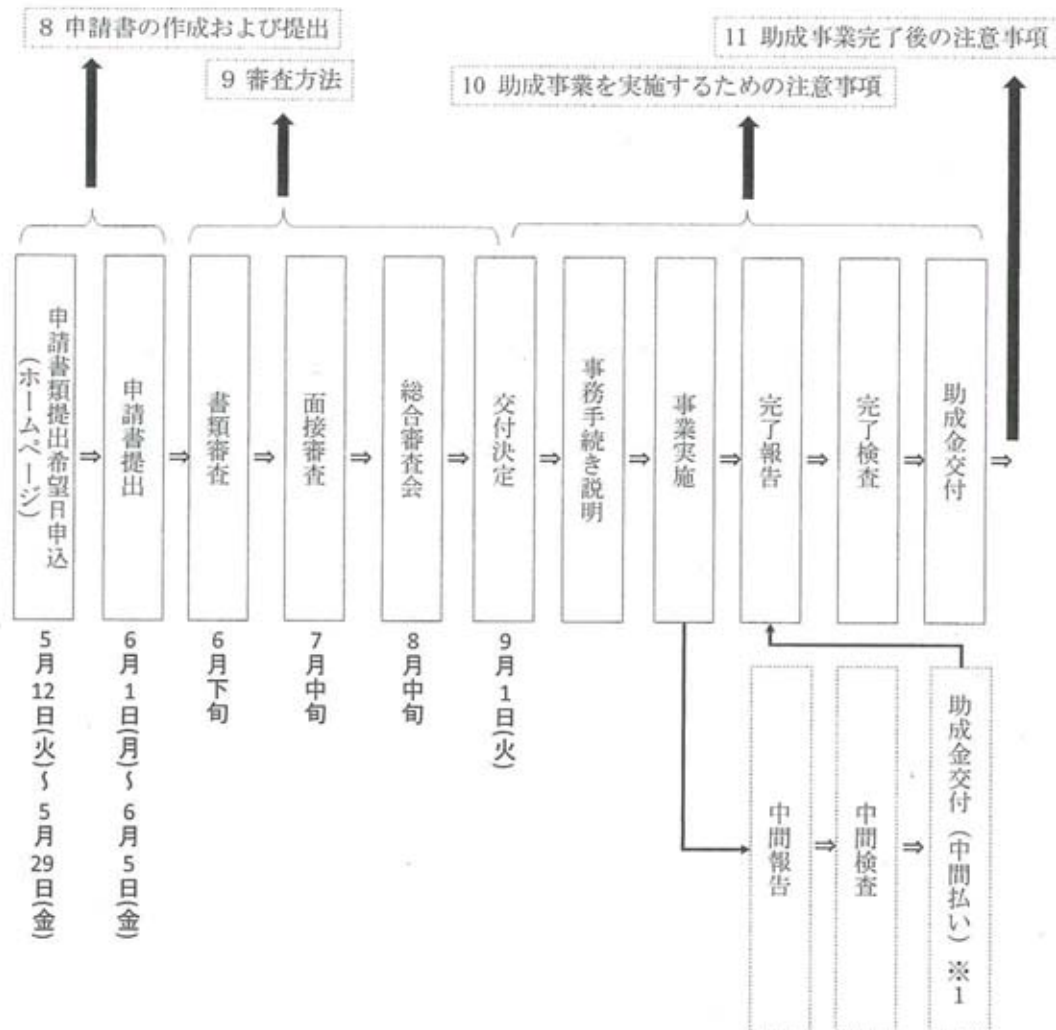 8 申請書の作成および提出
9 審査方法
10 助成事業を実施するための注意事項
11 助成事業完了後の注意事項
申請書類提出希望日申込
(ホームページ)
⇒
申請書提出
⇒
書類審査
⇒
面接審査
⇒
総合審査会
⇒
交付決定
⇒
事務手続き説明
⇒
事業実施
⇒
完了報告
⇒
完了検査
⇒
助成金交付
⇒
5月12日(火)~5月29日(金)
6月1日(月)~6月5日(金)
6月下旬
7月中旬
8月中旬
9月1日(火)
中間報告
⇒
中間検査
⇒
助成金交付(中間払い)※1